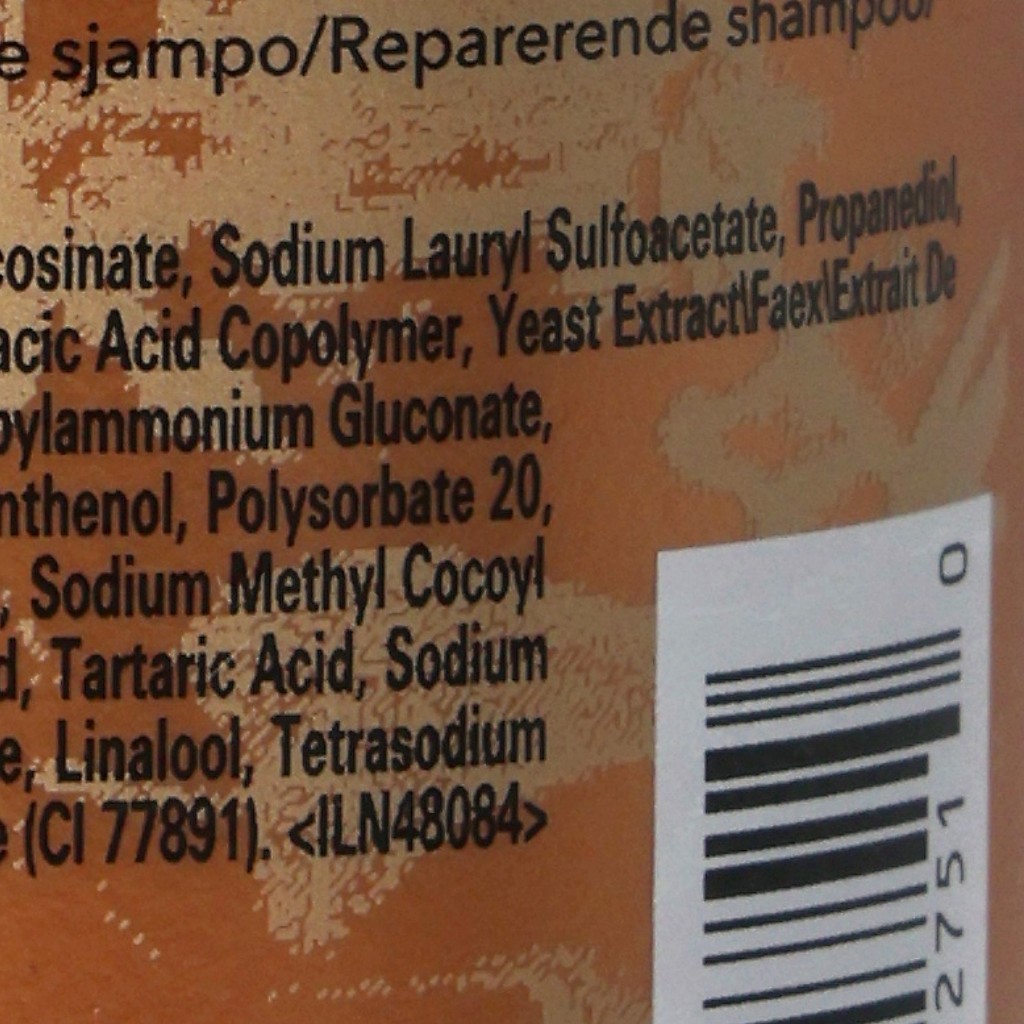 e sjampo/Reparerende shampoo/
cosinate, Sodium Lauryl Sulfoacetate, Propanediol,
acic Acid Copolymer, Yeast Extract\Faex\Extrait De
pylammonium Gluconate,
nthenol, Polysorbate 20,
, Sodium Methyl Cocoyl
d, Tartaric Acid, Sodium
e, Linalool, Tetrasodium
e (CI 77891). <ILN48084>
0
2751